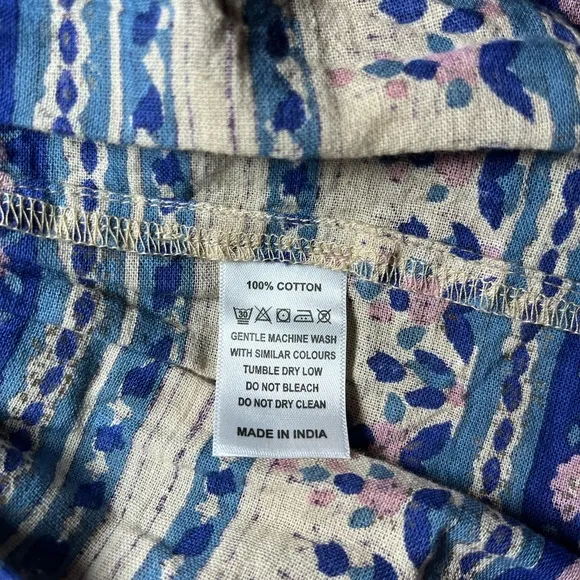 100% COTTON
30
GENTLE MACHINE WASH
WITH SIMILAR COLOURS
TUMBLE DRY LOW
DO NOT BLEACH
DO NOT DRY CLEAN
MADE IN INDIA